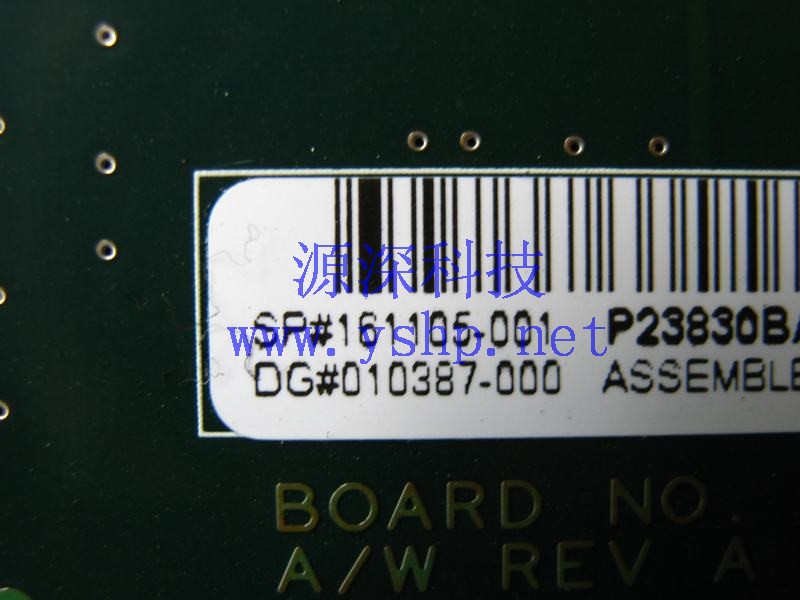 源深科技
SP#161105-001 P23830BA
www.yshp.net
DG#010387-000 ASSEMBLE
BOARD NO.
A/W REV A